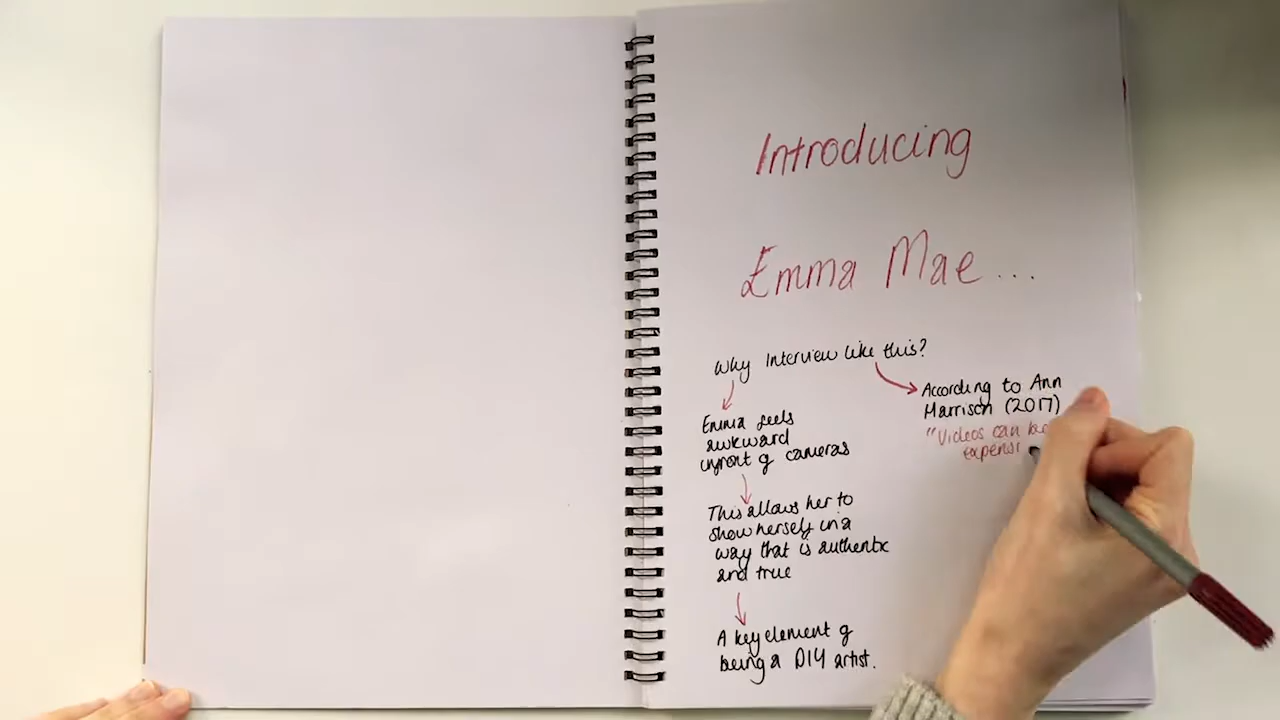 Introducing
Emma Mae...
Why Interview like this?
Emma feels
awkward
infront of cameras
This allows her to
show herself in a
way that is authentic
and true
A key element of
being a DIY artist.
According to Ann
Harrison (2017)
"Videos can